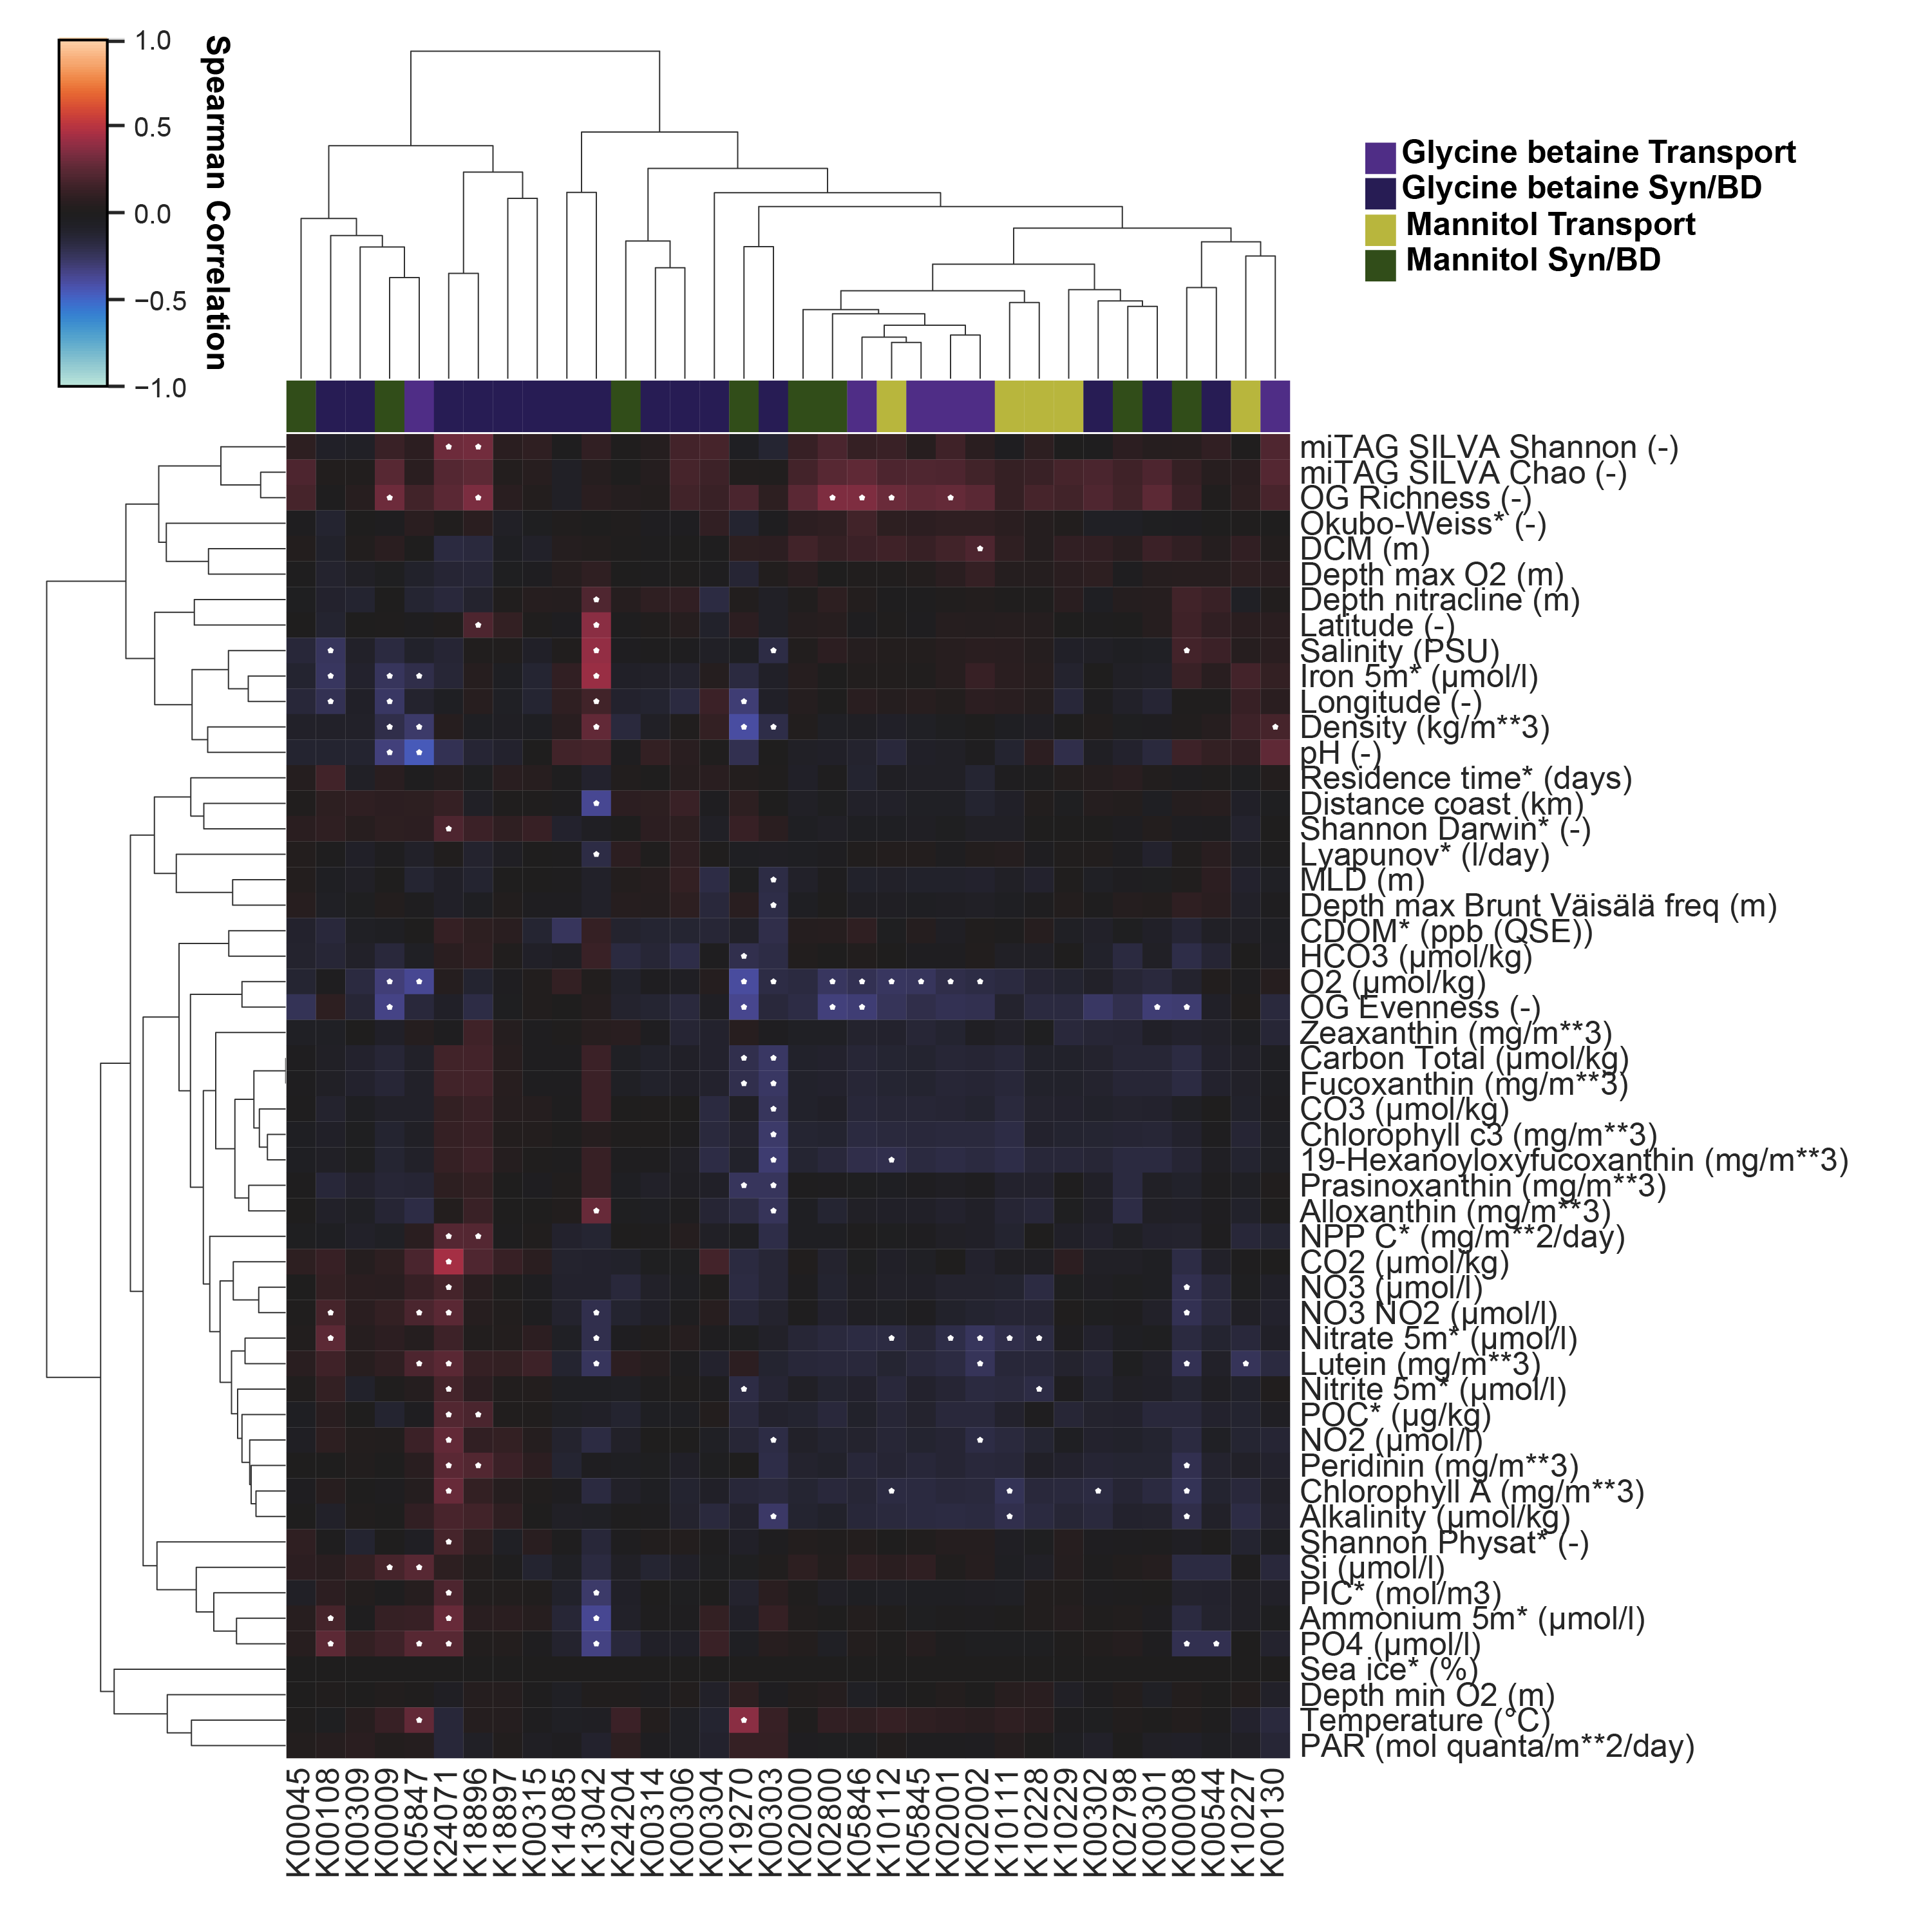 1.0
0.5
0.0
−0.5
−1.0
Spearman Correlation
Glycine betaine Transport
Glycine betaine Syn/BD
Mannitol Transport
Mannitol Syn/BD
miTAG SILVA Shannon (-)
miTAG SILVA Chao (-)
OG Richness (-)
Okubo-Weiss* (-)
DCM (m)
Depth max O2 (m)
Depth nitracline (m)
Latitude (-)
Salinity (PSU)
Iron 5m* (µmol/l)
Longitude (-)
Density (kg/m**3)
pH (-)
Residence time* (days)
Distance coast (km)
Shannon Darwin* (-)
Lyapunov* (l/day)
MLD (m)
Depth max Brunt Väisälä freq (m)
CDOM* (ppb (QSE))
HCO3 (µmol/kg)
O2 (µmol/kg)
OG Evenness (-)
Zeaxanthin (mg/m**3)
Carbon Total (µmol/kg)
Fucoxanthin (mg/m**3)
CO3 (µmol/kg)
Chlorophyll c3 (mg/m**3)
19-Hexanoyloxyfucoxanthin (mg/m**3)
Prasinoxanthin (mg/m**3)
Alloxanthin (mg/m**3)
NPP C* (mg/m**2/day)
CO2 (µmol/kg)
NO3 (µmol/l)
NO3 NO2 (µmol/l)
Nitrate 5m* (µmol/l)
Lutein (mg/m**3)
Nitrite 5m* (µmol/l)
POC* (µg/kg)
NO2 (µmol/l)
Peridinin (mg/m**3)
Chlorophyll A (mg/m**3)
Alkalinity (µmol/kg)
Shannon Physat* (-)
Si (µmol/l)
PIC* (mol/m3)
Ammonium 5m* (µmol/l)
PO4 (µmol/l)
Sea ice* (%)
Depth min O2 (m)
Temperature (°C)
PAR (mol quanta/m**2/day)
K00045
K00108
K00309
K00009
K05847
K24071
K18896
K18897
K00315
K14085
K13042
K24204
K00314
K00306
K00304
K19270
K00303
K02000
K02800
K05846
K10112
K05845
K02001
K02002
K10111
K10228
K10229
K00302
K02798
K00301
K00008
K00544
K10227
K00130